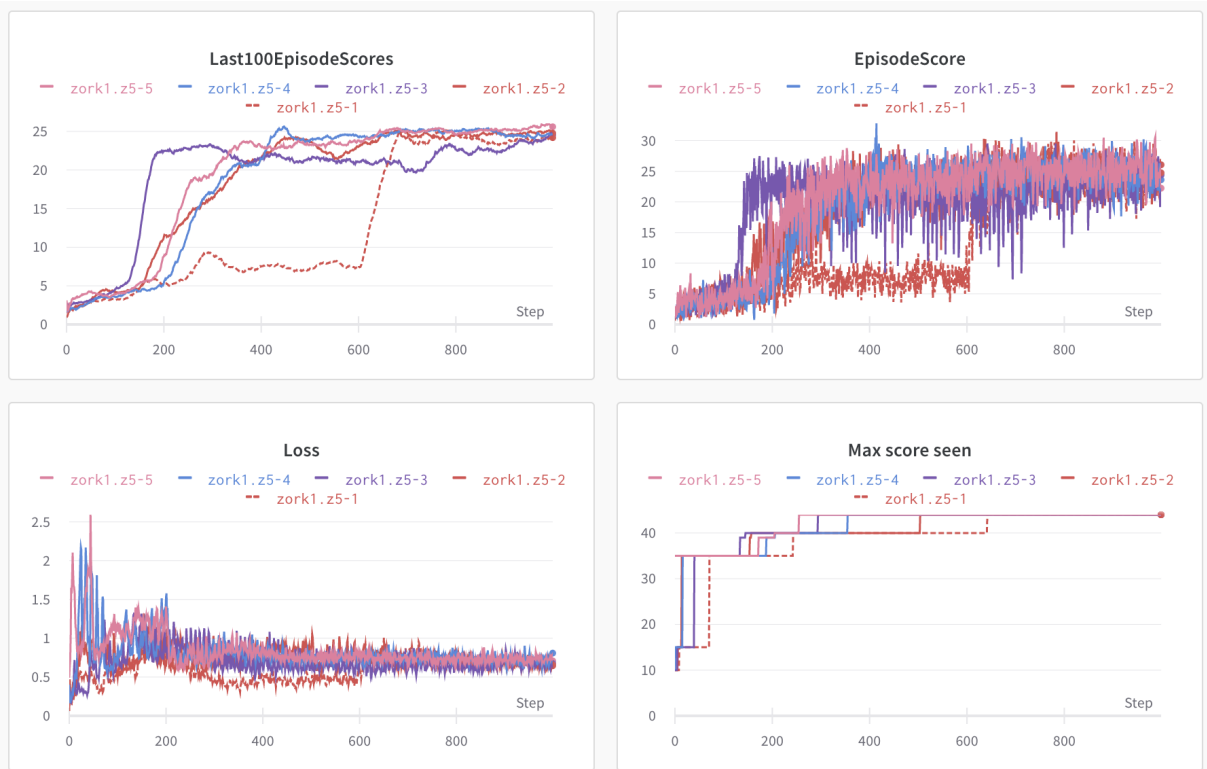 Last100EpisodeScores
zork1.z5-5 zork1.z5-4 zork1.z5-3 zork1.z5-2
zork1.z5-1
25
20
15
10
5
0
Step
0 200 400 600 800
EpisodeScore
zork1.z5-5 zork1.z5-4 zork1.z5-3 zork1.z5-2
zork1.z5-1
30
25
20
15
10
5
0
Step
0 200 400 600 800
Loss
zork1.z5-5 zork1.z5-4 zork1.z5-3 zork1.z5-2
zork1.z5-1
2.5
2
1.5
1
0.5
0
Step
0 200 400 600 800
Max score seen
zork1.z5-5 zork1.z5-4 zork1.z5-3 zork1.z5-2
zork1.z5-1
40
30
20
10
0
Step
0 200 400 600 800